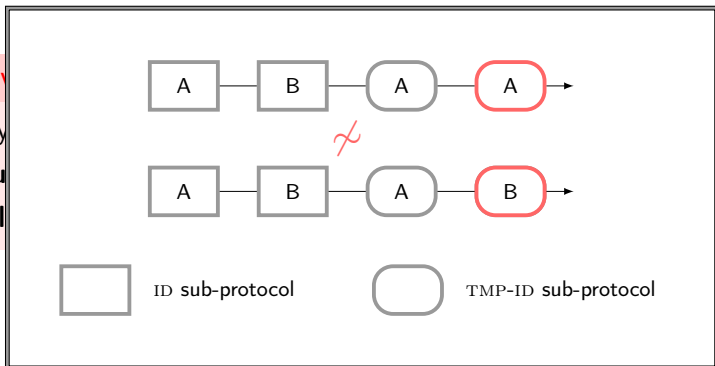 A B A A
≉
A B A B
ID sub-protocol TMP-ID sub-protocol